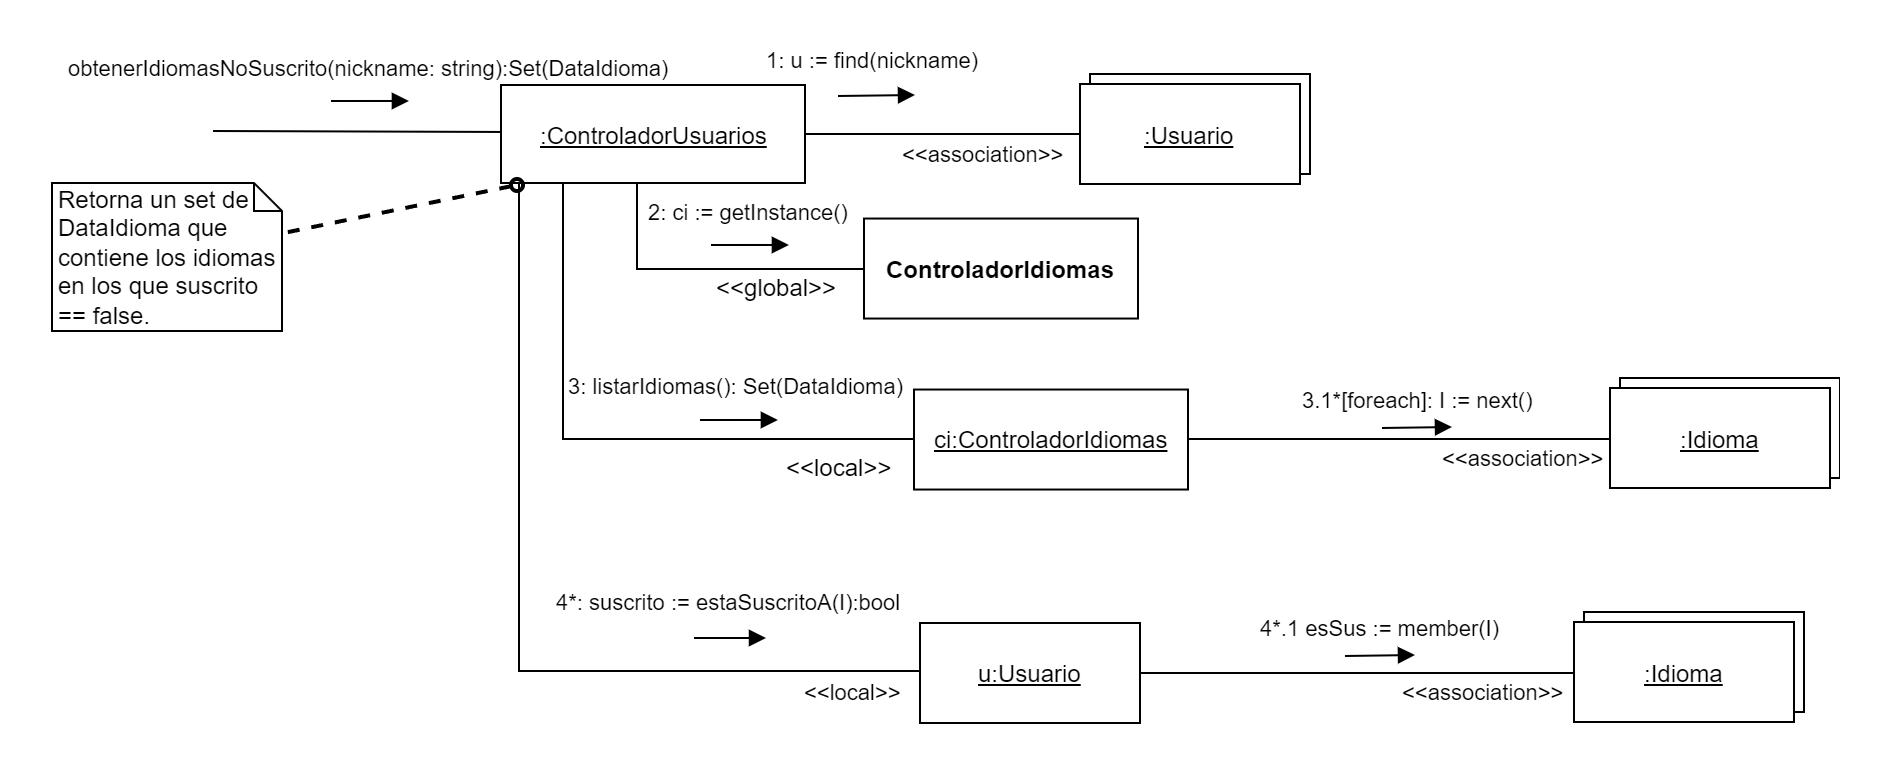 obtenerIdiomasNoSuscrito(nickname: string):Set(DataIdioma)
1: u := find(nickname)
:ControladorUsuarios
:Usuario
<<association>>
Retorna un set de
DataIdioma que
contiene los idiomas
en los que suscrito
== false.
2: ci := getInstance()
ControladorIdiomas
<<global>>
3: listarIdiomas(): Set(DataIdioma)
3.1*[foreach]: I := next()
ci:ControladorIdiomas
:Idioma
<<local>>
<<association>>
4*: suscrito := estaSuscritoA(I):bool
4*.1 esSus := member(I)
u:Usuario
:Idioma
<<local>>
<<association>>